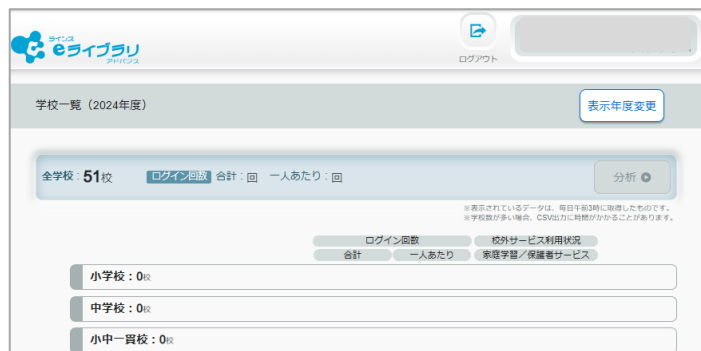 ラインズ
eライブラリ
アドバンス
ログアウト
学校一覧（2024年度）
表示年度変更
全学校：51校 ログイン回数 合計：回 一人あたり：回
分析
※表示されているデータは、毎日午前3時に取得したものです。
※学校数が多い場合、CSV出力に時間がかかることがあります。
ログイン回数 校外サービス利用状況
合計 一人あたり 家庭学習／保護者サービス
小学校：0校
中学校：0校
小中一貫校：0校